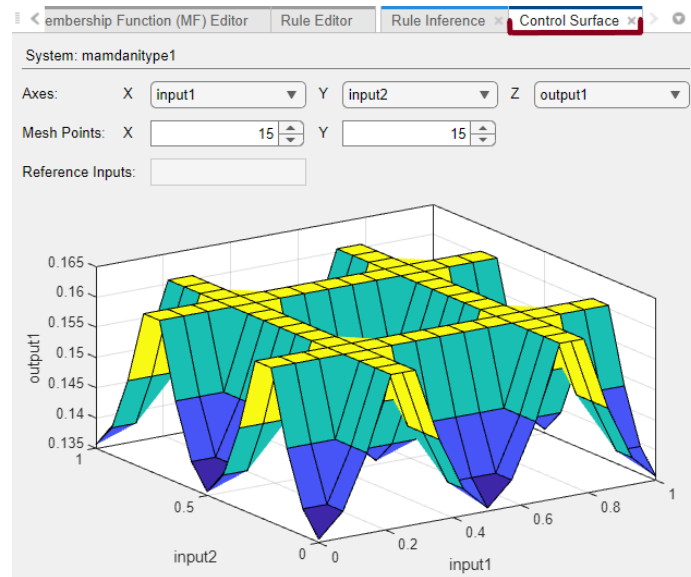 embership Function (MF) Editor Rule Editor Rule Inference × Control Surface ×
System: mamdanitype1
Axes: X input1 Y input2 Z output1
Mesh Points: X 15 Y 15
Reference Inputs:
0.165
0.16
0.155
0.15
0.145
0.14
0.135
output1
1
0.5
0
input2
0
0.2
0.4
0.6
0.8
1
input1